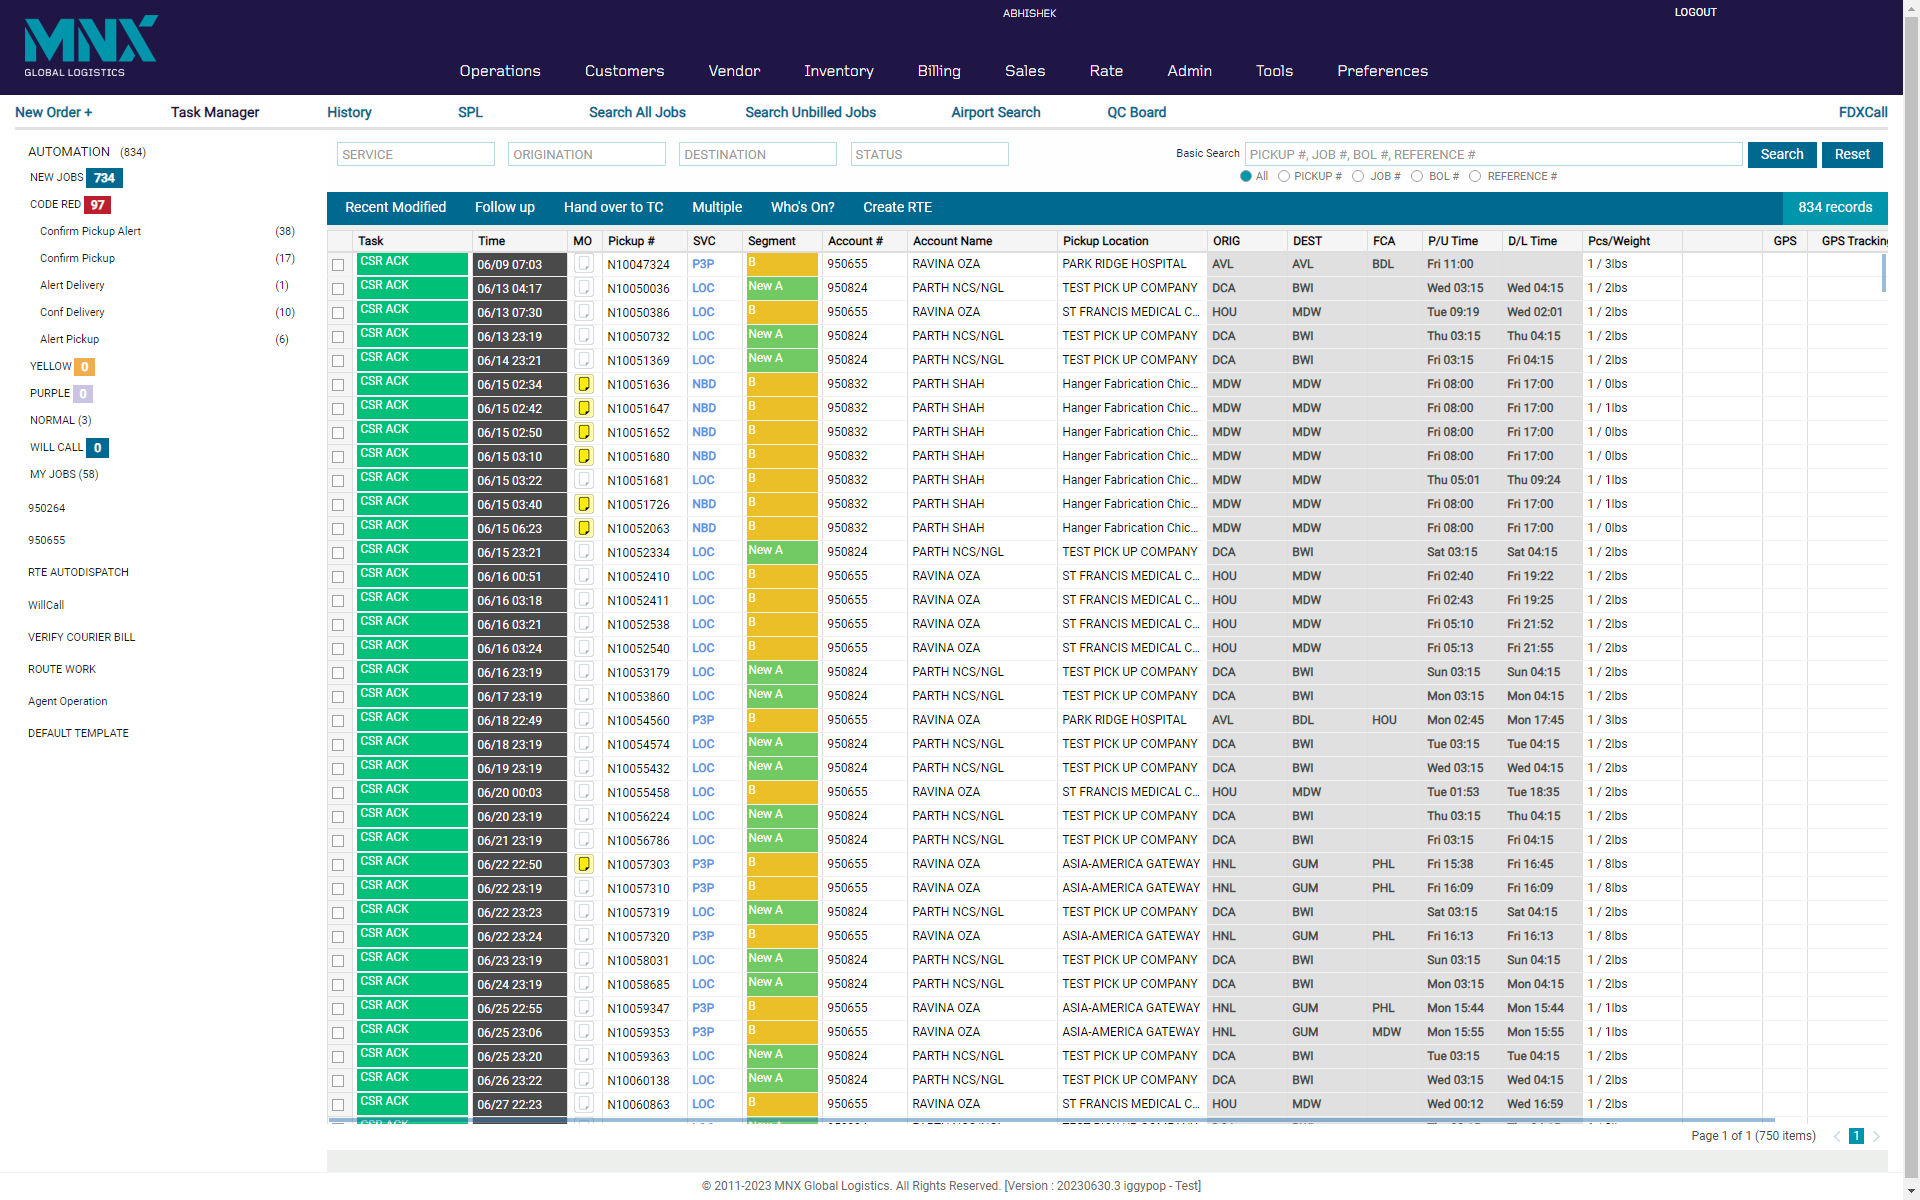 ABHISHEK
LOGOUT
MNX
GLOBAL LOGISTICS
Operations Customers Vendor Inventory Billing Sales Rate Admin Tools Preferences
New Order + Task Manager History SPL Search All Jobs Search Unbilled Jobs Airport Search QC Board FDXCall
AUTOMATION (834)
NEW JOBS 734
CODE RED 97
Confirm Pickup Alert (38)
Confirm Pickup (17)
Alert Delivery (1)
Conf Delivery (10)
Alert Pickup (6)
YELLOW 0
PURPLE 0
NORMAL (3)
WILL CALL 0
MY JOBS (58)
950264
950655
RTE AUTODISPATCH
WillCall
VERIFY COURIER BILL
ROUTE WORK
Agent Operation
DEFAULT TEMPLATE
SERVICE ORIGINATION DESTINATION STATUS Basic Search PICKUP #, JOB #, BOL #, REFERENCE # Search Reset
All PICKUP # JOB # BOL # REFERENCE #
Recent Modified Follow up Hand over to TC Multiple Who's On? Create RTE 834 records
Task Time MO Pickup # SVC Segment Account # Account Name Pickup Location ORIG DEST FCA P/U Time D/L Time Pcs/Weight GPS GPS Tracking
CSR ACK 06/09 07:03 N10047324 P3P B 950655 RAVINA OZA PARK RIDGE HOSPITAL AVL AVL BDL Fri 11:00 1 / 3lbs
CSR ACK 06/13 04:17 N10050036 LOC New A 950824 PARTH NCS/NGL TEST PICK UP COMPANY DCA BWI Wed 03:15 Wed 04:15 1 / 2lbs
CSR ACK 06/13 07:30 N10050386 LOC B 950655 RAVINA OZA ST FRANCIS MEDICAL C... HOU MDW Tue 09:19 Wed 02:01 1 / 2lbs
CSR ACK 06/13 23:19 N10050732 LOC New A 950824 PARTH NCS/NGL TEST PICK UP COMPANY DCA BWI Thu 03:15 Thu 04:15 1 / 2lbs
CSR ACK 06/14 23:21 N10051369 LOC New A 950824 PARTH NCS/NGL TEST PICK UP COMPANY DCA BWI Fri 03:15 Fri 04:15 1 / 2lbs
CSR ACK 06/15 02:34 N10051636 NBD B 950832 PARTH SHAH Hanger Fabrication Chic... MDW MDW Fri 08:00 Fri 17:00 1 / 0lbs
CSR ACK 06/15 02:42 N10051647 NBD B 950832 PARTH SHAH Hanger Fabrication Chic... MDW MDW Fri 08:00 Fri 17:00 1 / 1lbs
CSR ACK 06/15 02:50 N10051652 NBD B 950832 PARTH SHAH Hanger Fabrication Chic... MDW MDW Fri 08:00 Fri 17:00 1 / 0lbs
CSR ACK 06/15 03:10 N10051680 NBD B 950832 PARTH SHAH Hanger Fabrication Chic... MDW MDW Fri 08:00 Fri 17:00 1 / 0lbs
CSR ACK 06/15 03:22 N10051681 LOC B 950832 PARTH SHAH Hanger Fabrication Chic... MDW MDW Thu 05:01 Thu 09:24 1 / 1lbs
CSR ACK 06/15 03:40 N10051726 NBD B 950832 PARTH SHAH Hanger Fabrication Chic... MDW MDW Fri 08:00 Fri 17:00 1 / 1lbs
CSR ACK 06/15 06:23 N10052063 NBD B 950832 PARTH SHAH Hanger Fabrication Chic... MDW MDW Fri 08:00 Fri 17:00 1 / 0lbs
CSR ACK 06/15 23:21 N10052334 LOC New A 950824 PARTH NCS/NGL TEST PICK UP COMPANY DCA BWI Sat 03:15 Sat 04:15 1 / 2lbs
CSR ACK 06/16 00:51 N10052410 LOC B 950655 RAVINA OZA ST FRANCIS MEDICAL C... HOU MDW Fri 02:40 Fri 19:22 1 / 2lbs
CSR ACK 06/16 03:18 N10052411 LOC B 950655 RAVINA OZA ST FRANCIS MEDICAL C... HOU MDW Fri 02:43 Fri 19:25 1 / 2lbs
CSR ACK 06/16 03:21 N10052538 LOC B 950655 RAVINA OZA ST FRANCIS MEDICAL C... HOU MDW Fri 05:10 Fri 21:52 1 / 2lbs
CSR ACK 06/16 03:24 N10052540 LOC B 950655 RAVINA OZA ST FRANCIS MEDICAL C... HOU MDW Fri 05:13 Fri 21:55 1 / 2lbs
CSR ACK 06/16 23:19 N10053179 LOC New A 950824 PARTH NCS/NGL TEST PICK UP COMPANY DCA BWI Sun 03:15 Sun 04:15 1 / 2lbs
CSR ACK 06/17 23:19 N10053860 LOC New A 950824 PARTH NCS/NGL TEST PICK UP COMPANY DCA BWI Mon 03:15 Mon 04:15 1 / 2lbs
CSR ACK 06/18 22:49 N10054560 P3P B 950655 RAVINA OZA PARK RIDGE HOSPITAL AVL BDL HOU Mon 02:45 Mon 17:45 1 / 3lbs
CSR ACK 06/18 23:19 N10054574 LOC New A 950824 PARTH NCS/NGL TEST PICK UP COMPANY DCA BWI Tue 03:15 Tue 04:15 1 / 2lbs
CSR ACK 06/19 23:19 N10055432 LOC New A 950824 PARTH NCS/NGL TEST PICK UP COMPANY DCA BWI Wed 03:15 Wed 04:15 1 / 2lbs
CSR ACK 06/20 00:03 N10055458 LOC B 950655 RAVINA OZA ST FRANCIS MEDICAL C... HOU MDW Tue 01:53 Tue 18:35 1 / 2lbs
CSR ACK 06/20 23:19 N10056224 LOC New A 950824 PARTH NCS/NGL TEST PICK UP COMPANY DCA BWI Thu 03:15 Thu 04:15 1 / 2lbs
CSR ACK 06/21 23:19 N10056786 LOC New A 950824 PARTH NCS/NGL TEST PICK UP COMPANY DCA BWI Fri 03:15 Fri 04:15 1 / 2lbs
CSR ACK 06/22 22:50 N10057303 P3P B 950655 RAVINA OZA ASIA-AMERICA GATEWAY HNL GUM PHL Fri 15:38 Fri 16:45 1 / 8lbs
CSR ACK 06/22 23:19 N10057310 P3P B 950655 RAVINA OZA ASIA-AMERICA GATEWAY HNL GUM PHL Fri 16:09 Fri 16:09 1 / 8lbs
CSR ACK 06/22 23:23 N10057319 LOC New A 950824 PARTH NCS/NGL TEST PICK UP COMPANY DCA BWI Sat 03:15 Sat 04:15 1 / 2lbs
CSR ACK 06/22 23:24 N10057320 P3P B 950655 RAVINA OZA ASIA-AMERICA GATEWAY HNL GUM PHL Fri 16:13 Fri 16:13 1 / 8lbs
CSR ACK 06/23 23:19 N10058031 LOC New A 950824 PARTH NCS/NGL TEST PICK UP COMPANY DCA BWI Sun 03:15 Sun 04:15 1 / 2lbs
CSR ACK 06/24 23:19 N10058685 LOC New A 950824 PARTH NCS/NGL TEST PICK UP COMPANY DCA BWI Mon 03:15 Mon 04:15 1 / 2lbs
CSR ACK 06/25 22:55 N10059347 P3P B 950655 RAVINA OZA ASIA-AMERICA GATEWAY HNL GUM PHL Mon 15:44 Mon 15:44 1 / 1lbs
CSR ACK 06/25 23:06 N10059353 P3P B 950655 RAVINA OZA ASIA-AMERICA GATEWAY HNL GUM MDW Mon 15:55 Mon 15:55 1 / 1lbs
CSR ACK 06/25 23:20 N10059363 LOC New A 950824 PARTH NCS/NGL TEST PICK UP COMPANY DCA BWI Tue 03:15 Tue 04:15 1 / 2lbs
CSR ACK 06/26 23:22 N10060138 LOC New A 950824 PARTH NCS/NGL TEST PICK UP COMPANY DCA BWI Wed 03:15 Wed 04:15 1 / 2lbs
CSR ACK 06/27 22:23 N10060863 LOC B 950655 RAVINA OZA ST FRANCIS MEDICAL C... HOU MDW Wed 00:12 Wed 16:59 1 / 2lbs
Page 1 of 1 (750 items) 1
© 2011-2023 MNX Global Logistics. All Rights Reserved. [Version : 20230630.3 iggypop - Test]